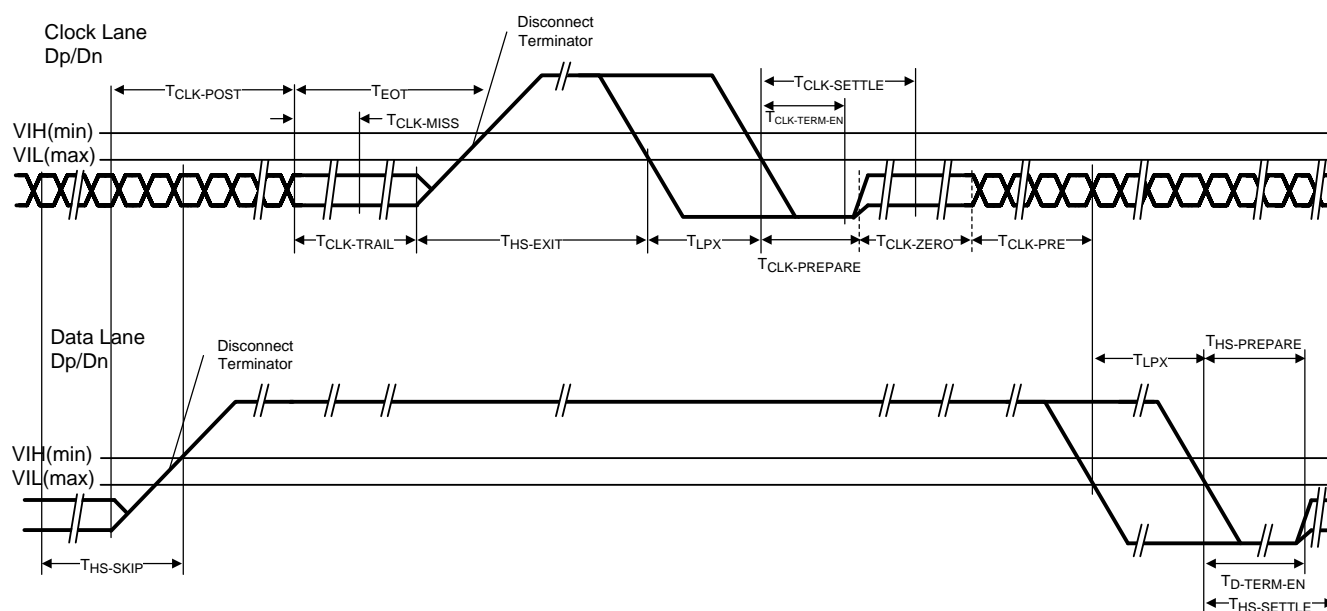 Clock Lane
Dp/Dn
Disconnect
Terminator
TCLK-POST
TEOT
TCLK-SETTLE
TCLK-MISS
TCLK-TERM-EN
VIH(min)
VIL(max)
TCLK-TRAIL
THS-EXIT
TLPX
TCLK-PREPARE
TCLK-ZERO
TCLK-PRE
Data Lane
Dp/Dn
Disconnect
Terminator
TLPX
THS-PREPARE
VIH(min)
VIL(max)
THS-SKIP
TD-TERM-EN
THS-SETTLE